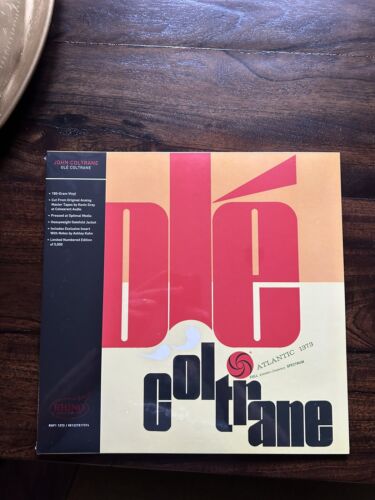 JOHN COLTRANE
OLÉ COLTRANE
• 180-Gram Vinyl
• Cut From Original Analog
Master Tapes by Kevin Gray
at Cohearent Audio
• Pressed at Optimal Media
• Heavyweight Gatefold Jacket
• Includes Exclusive Insert
With Notes by Ashley Kahn
• Limited Numbered Edition
of 5,000
RHINO
olé
coltrane
ATLANTIC 1373
SPECTRUM